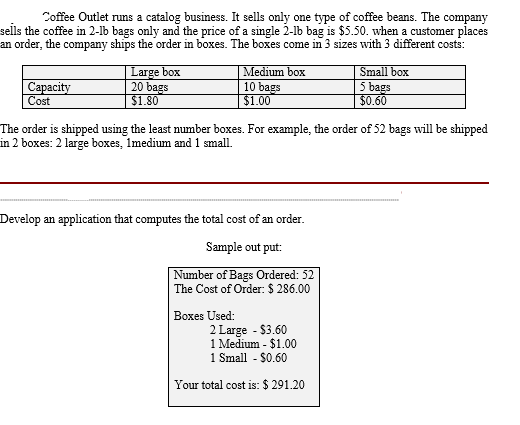 Coffee Outlet runs a catalog business. It sells only one type of coffee beans. The company
sells the coffee in 2-lb bags only and the price of a single 2-lb bag is $5.50. when a customer places
an order, the company ships the order in boxes. The boxes come in 3 sizes with 3 different costs:
Large box Medium box Small box
Capacity 20 bags 10 bags 5 bags
Cost $1.80 $1.00 $0.60
The order is shipped using the least number boxes. For example, the order of 52 bags will be shipped
in 2 boxes: 2 large boxes, 1medium and 1 small.
Develop an application that computes the total cost of an order.
Sample out put:
Number of Bags Ordered: 52
The Cost of Order: $ 286.00
Boxes Used:
2 Large - $3.60
1 Medium - $1.00
1 Small - $0.60
Your total cost is: $ 291.20